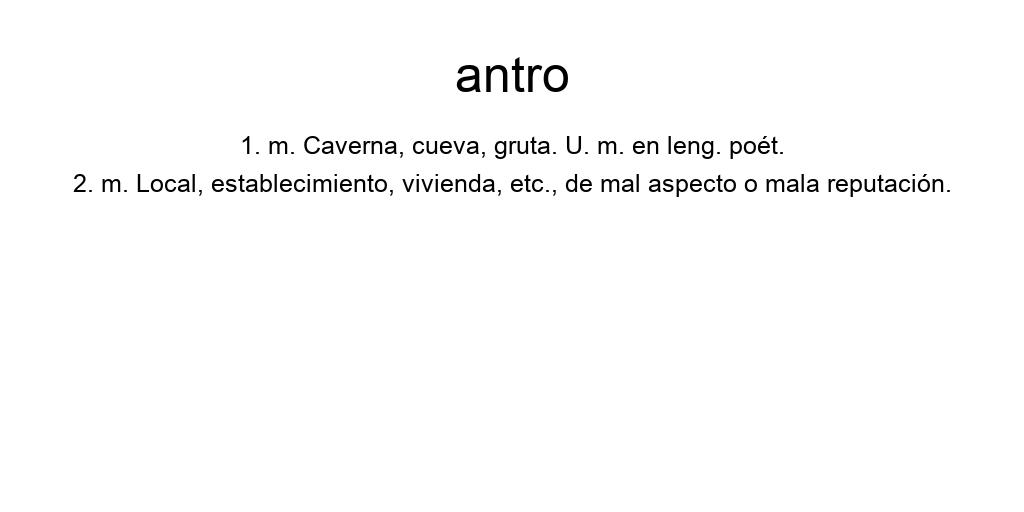 antro
1. m. Caverna, cueva, gruta. U. m. en leng. poét.
2. m. Local, establecimiento, vivienda, etc., de mal aspecto o mala reputación.